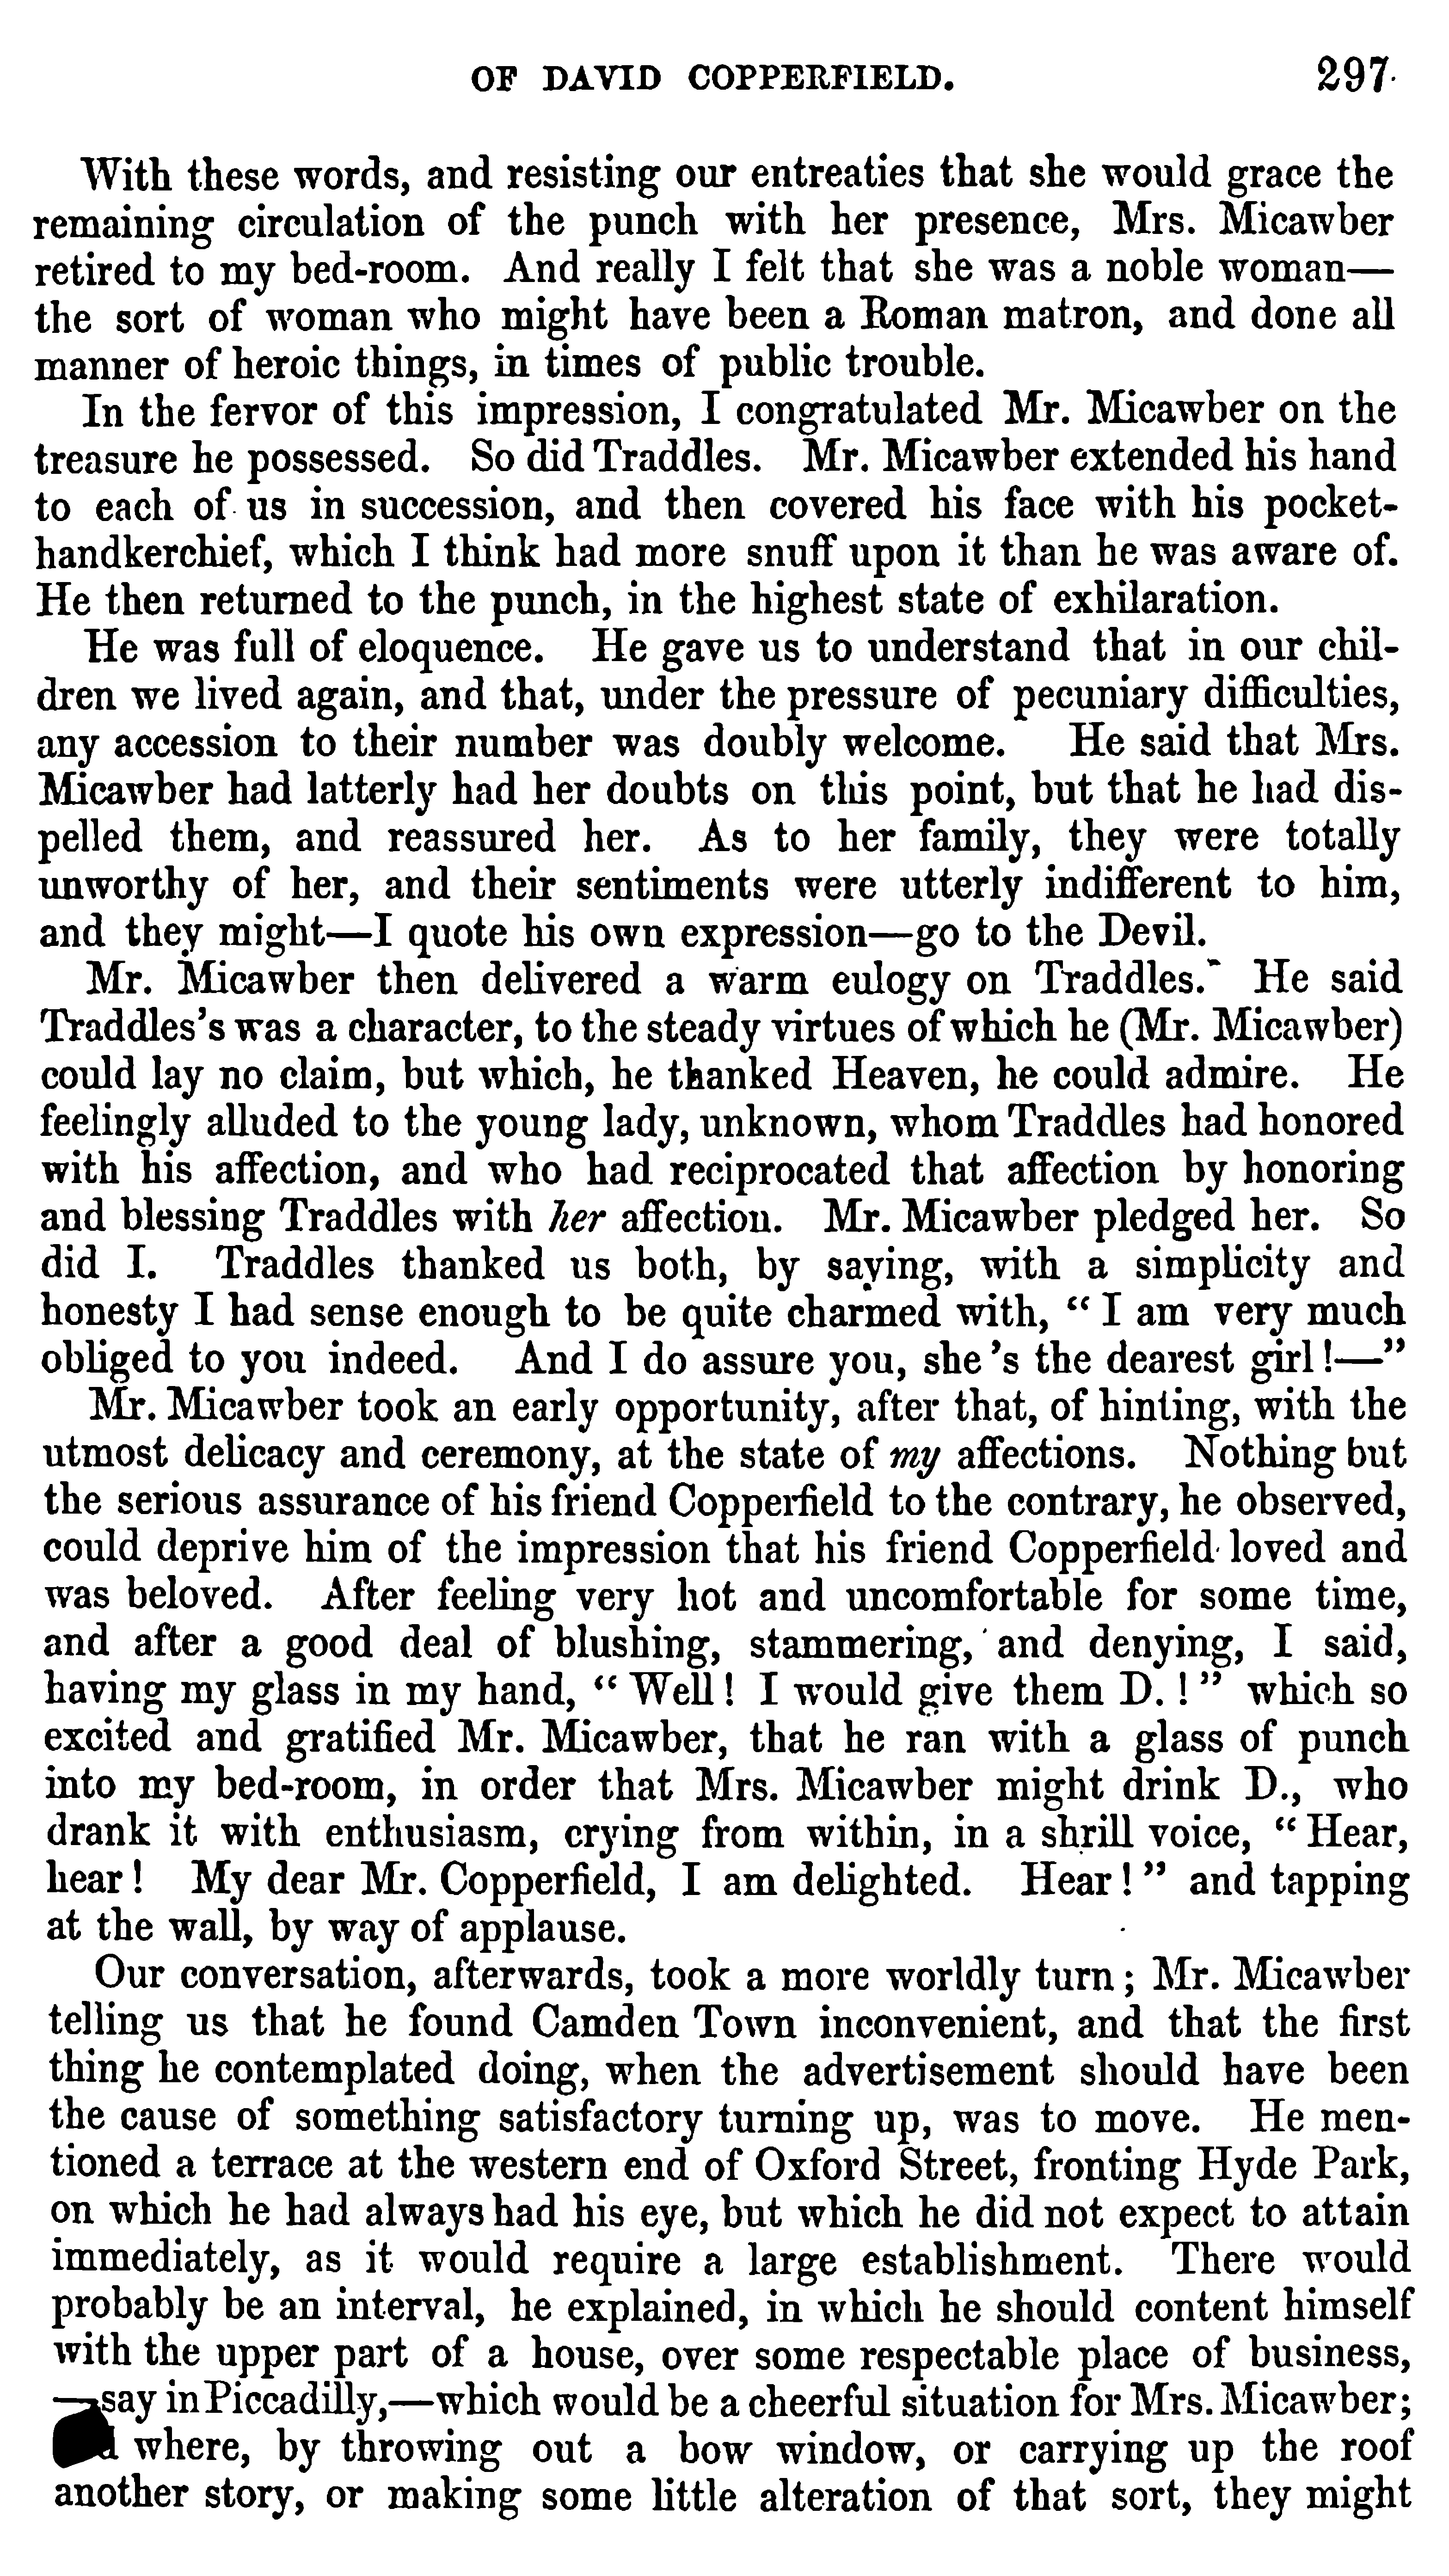 OF DAVID COPPERFIELD. 297
With these words, and resisting our entreaties that she would grace the
remaining circulation of the punch with her presence, Mrs. Micawber
retired to my bed-room. And really I felt that she was a noble woman—
the sort of woman who might have been a Roman matron, and done all
manner of heroic things, in times of public trouble.
In the fervor of this impression, I congratulated Mr. Micawber on the
treasure he possessed. So did Traddles. Mr. Micawber extended his hand
to each of us in succession, and then covered his face with his pocket-
handkerchief, which I think had more snuff upon it than he was aware of.
He then returned to the punch, in the highest state of exhilaration.
He was full of eloquence. He gave us to understand that in our chil-
dren we lived again, and that, under the pressure of pecuniary difficulties,
any accession to their number was doubly welcome. He said that Mrs.
Micawber had latterly had her doubts on this point, but that he had dis-
pelled them, and reassured her. As to her family, they were totally
unworthy of her, and their sentiments were utterly indifferent to him,
and they might—I quote his own expression—go to the Devil.
Mr. Micawber then delivered a warm eulogy on Traddles. He said
Traddles's was a character, to the steady virtues of which he (Mr. Micawber)
could lay no claim, but which, he thanked Heaven, he could admire. He
feelingly alluded to the young lady, unknown, whom Traddles had honored
with his affection, and who had reciprocated that affection by honoring
and blessing Traddles with her affection. Mr. Micawber pledged her. So
did I. Traddles thanked us both, by saying, with a simplicity and
honesty I had sense enough to be quite charmed with, "I am very much
obliged to you indeed. And I do assure you, she's the dearest girl!—"
Mr. Micawber took an early opportunity, after that, of hinting, with the
utmost delicacy and ceremony, at the state of my affections. Nothing but
the serious assurance of his friend Copperfield to the contrary, he observed,
could deprive him of the impression that his friend Copperfield loved and
was beloved. After feeling very hot and uncomfortable for some time,
and after a good deal of blushing, stammering, and denying, I said,
having my glass in my hand, "Well! I would give them D.!" which so
excited and gratified Mr. Micawber, that he ran with a glass of punch
into my bed-room, in order that Mrs. Micawber might drink D., who
drank it with enthusiasm, crying from within, in a shrill voice, "Hear,
hear! My dear Mr. Copperfield, I am delighted. Hear!" and tapping
at the wall, by way of applause.
Our conversation, afterwards, took a more worldly turn; Mr. Micawber
telling us that he found Camden Town inconvenient, and that the first
thing he contemplated doing, when the advertisement should have been
the cause of something satisfactory turning up, was to move. He men-
tioned a terrace at the western end of Oxford Street, fronting Hyde Park,
on which he had always had his eye, but which he did not expect to attain
immediately, as it would require a large establishment. There would
probably be an interval, he explained, in which he should content himself
with the upper part of a house, over some respectable place of business,
—say in Piccadilly,—which would be a cheerful situation for Mrs. Micawber;
where, by throwing out a bow window, or carrying up the roof
another story, or making some little alteration of that sort, they might